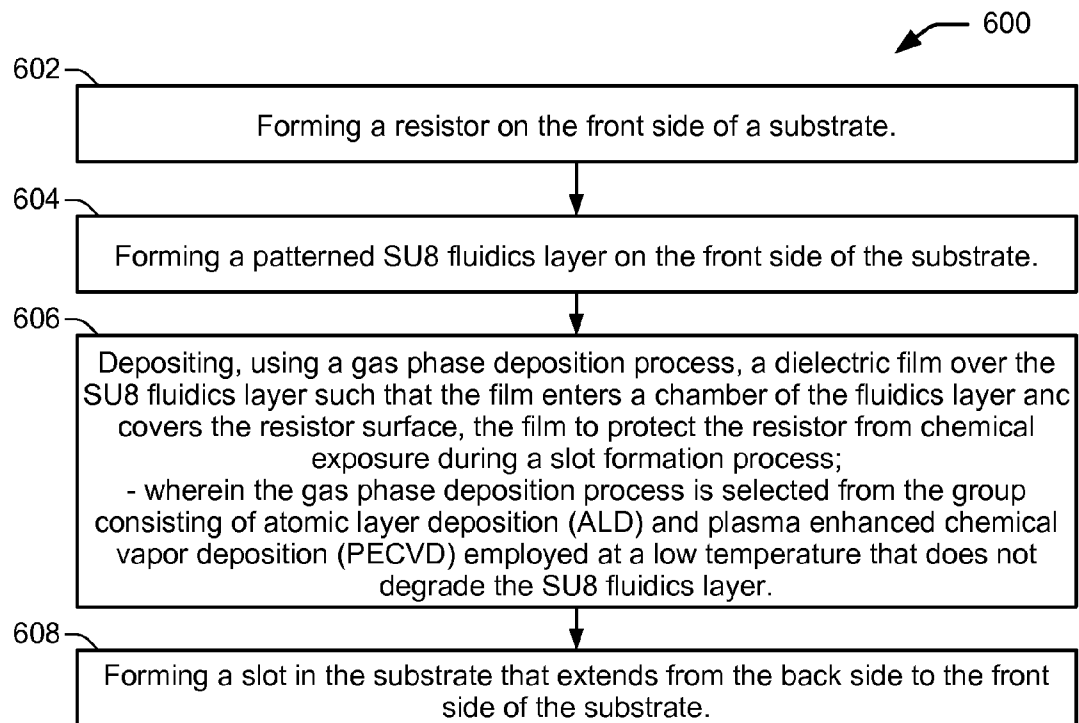 600
602
Forming a resistor on the front side of a substrate.
604
Forming a patterned SU8 fluidics layer on the front side of the substrate.
606
Depositing, using a gas phase deposition process, a dielectric film over the
SU8 fluidics layer such that the film enters a chamber of the fluidics layer anc
covers the resistor surface, the film to protect the resistor from chemical
exposure during a slot formation process;
- wherein the gas phase deposition process is selected from the group
consisting of atomic layer deposition (ALD) and plasma enhanced chemical
vapor deposition (PECVD) employed at a low temperature that does not
degrade the SU8 fluidics layer.
608
Forming a slot in the substrate that extends from the back side to the front
side of the substrate.